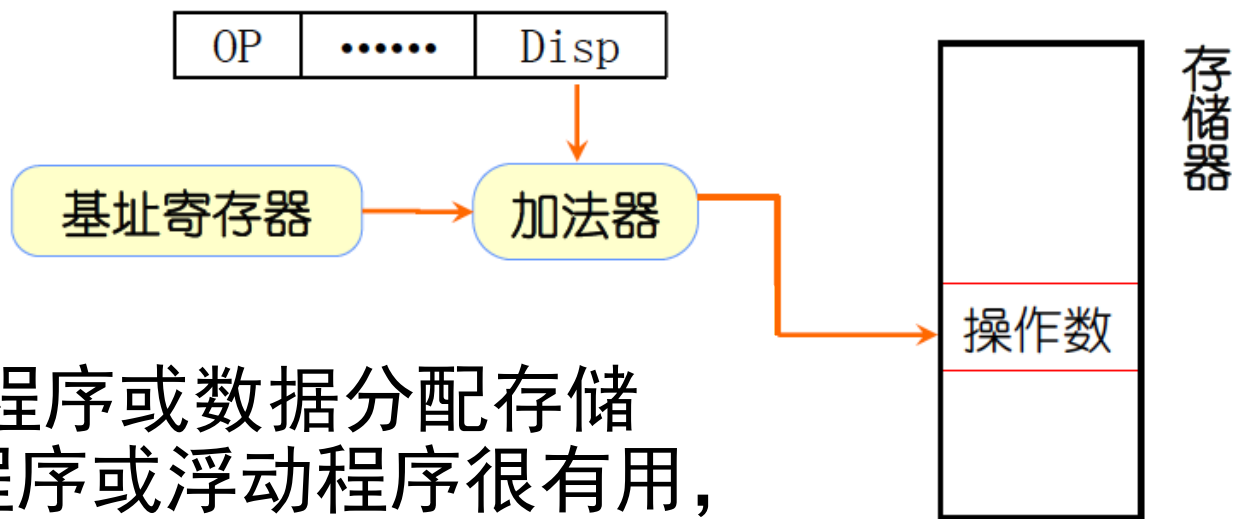 OP •••••• Disp
存储器
基址寄存器 加法器
操作数
程序或数据分配存储
程序或浮动程序很有用，